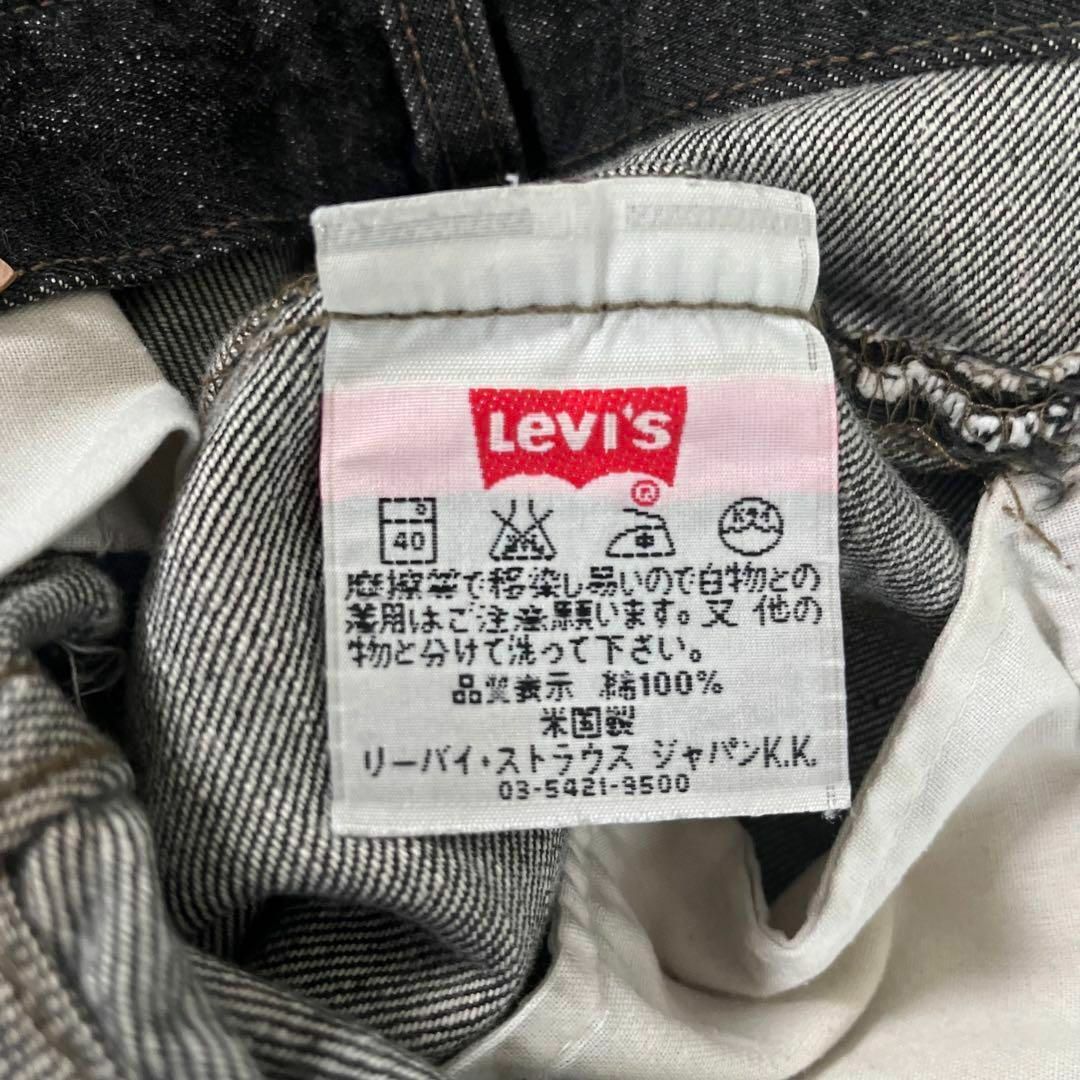 Levi's
®
40 中
摩擦等で移染し易いので白物との
着用はご注意願います。又 他の
物と分けて洗って下さい。
品質表示 綿100%
米国製
リーバイ・ストラウス ジャパンK.K.
03-5421-9500